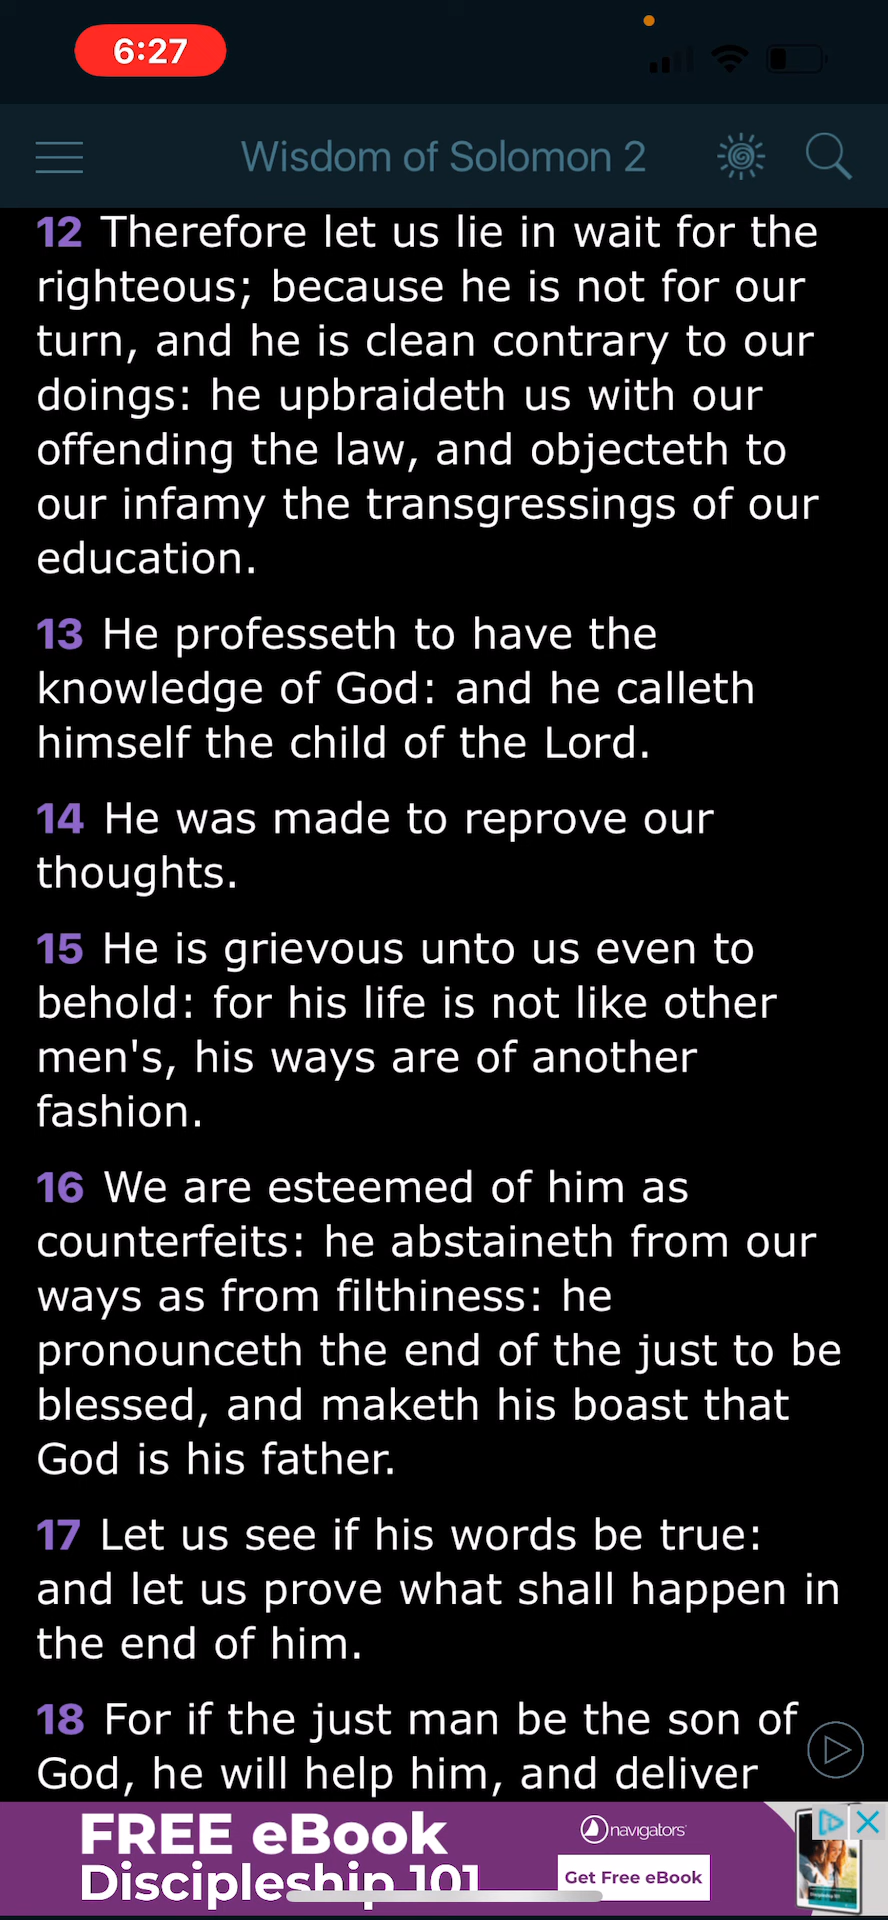 6:27
Wisdom of Solomon 2
12 Therefore let us lie in wait for the
righteous; because he is not for our
turn, and he is clean contrary to our
doings: he upbraideth us with our
offending the law, and objecteth to
our infamy the transgressings of our
education.
13 He professeth to have the
knowledge of God: and he calleth
himself the child of the Lord.
14 He was made to reprove our
thoughts.
15 He is grievous unto us even to
behold: for his life is not like other
men's, his ways are of another
fashion.
16 We are esteemed of him as
counterfeits: he abstaineth from our
ways as from filthiness: he
pronounceth the end of the just to be
blessed, and maketh his boast that
God is his father.
17 Let us see if his words be true:
and let us prove what shall happen in
the end of him.
18 For if the just man be the son of
God, he will help him, and deliver
FREE eBook
Discipleship 101
navigators
Get Free eBook